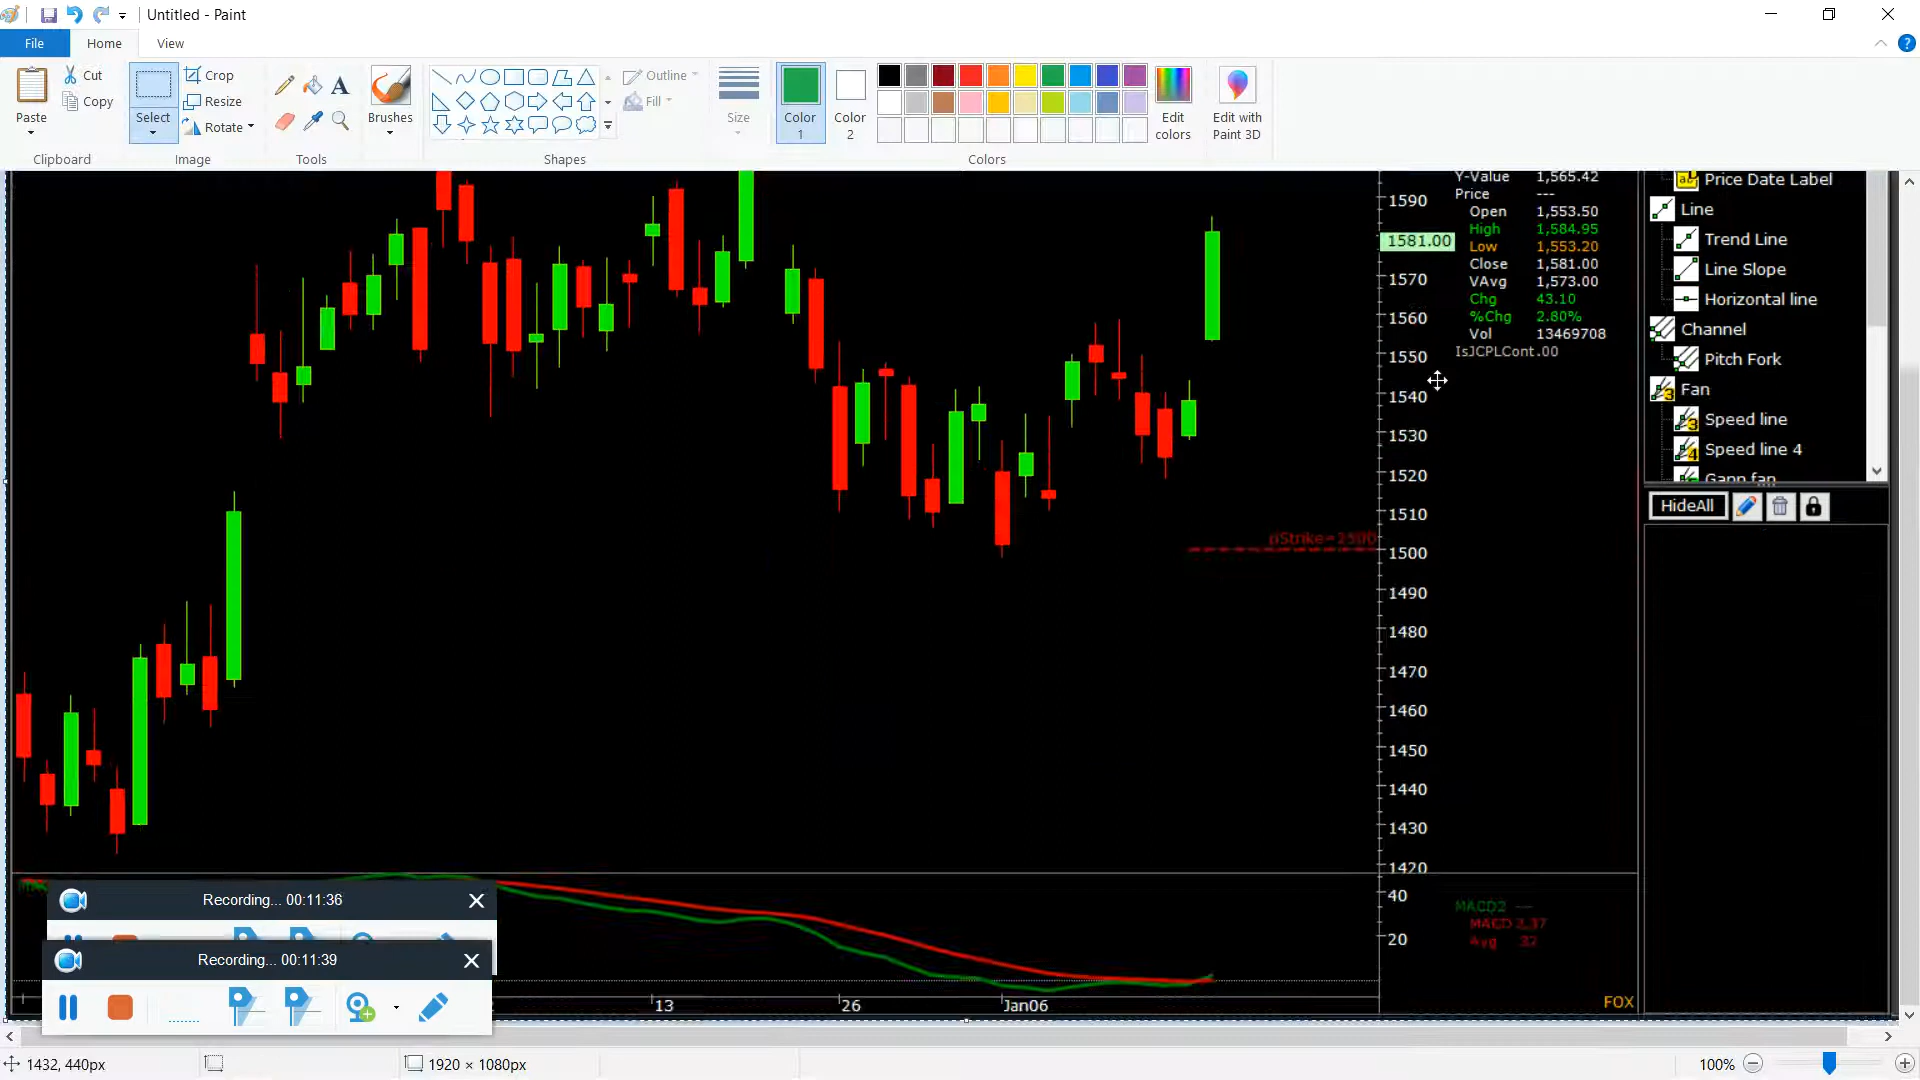 Untitled - Paint
File Home View
Paste
Cut
Copy
Clipboard
Select
Crop
Resize
Rotate
Image
Tools
Brushes
Outline
Fill
Shapes
Size
Color 1
Color 2
Edit colors
Edit with Paint 3D
Colors
1590
1581.00
1570
1560
1550
1540
1530
1520
1510
1500
1490
1480
1470
1460
1450
1440
1430
1420
40
20
Y-Value 1,565.42
Price ---
Open 1,553.50
High 1,584.95
Low 1,553.20
Close 1,581.00
VAvg 1,573.00
Chg 43.10
%Chg 2.80%
Vol 13469708
IsJCPLCont.00
MACD2 ---
Avg
FOX
Price Date Label
Line
Trend Line
Line Slope
Horizontal line
Channel
Pitch Fork
Fan
Speed line
Speed line 4
Gann fan
HideAll
13 26 Jan06
Recording... 00:11:36
Recording... 00:11:39
1432, 440px
1920 × 1080px
100%